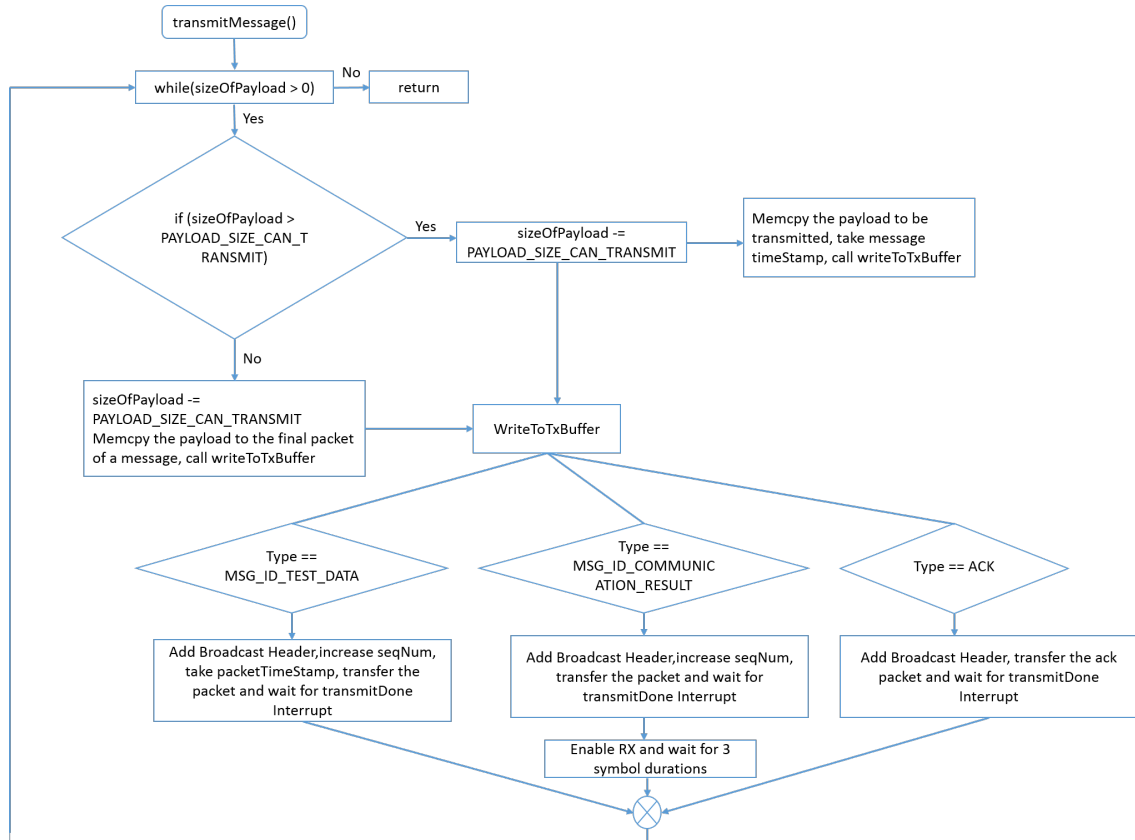 transmitMessage()
while(sizeOfPayload > 0)
No
return
Yes
if (sizeOfPayload >
PAYLOAD_SIZE_CAN_T
RANSMIT)
Yes
sizeOfPayload -=
PAYLOAD_SIZE_CAN_TRANSMIT
Memcpy the payload to be
transmitted, take message
timeStamp, call writeToTxBuffer
No
sizeOfPayload -=
PAYLOAD_SIZE_CAN_TRANSMIT
Memcpy the payload to the final packet
of a message, call writeToTxBuffer
WriteToTxBuffer
Type ==
MSG_ID_TEST_DATA
Type ==
MSG_ID_COMMUNIC
ATION_RESULT
Type == ACK
Add Broadcast Header,increase seqNum,
take packetTimeStamp, transfer the
packet and wait for transmitDone
Interrupt
Add Broadcast Header,increase seqNum,
transfer the packet and wait for
transmitDone Interrupt
Add Broadcast Header, transfer the ack
packet and wait for transmitDone
Interrupt
Enable RX and wait for 3
symbol durations